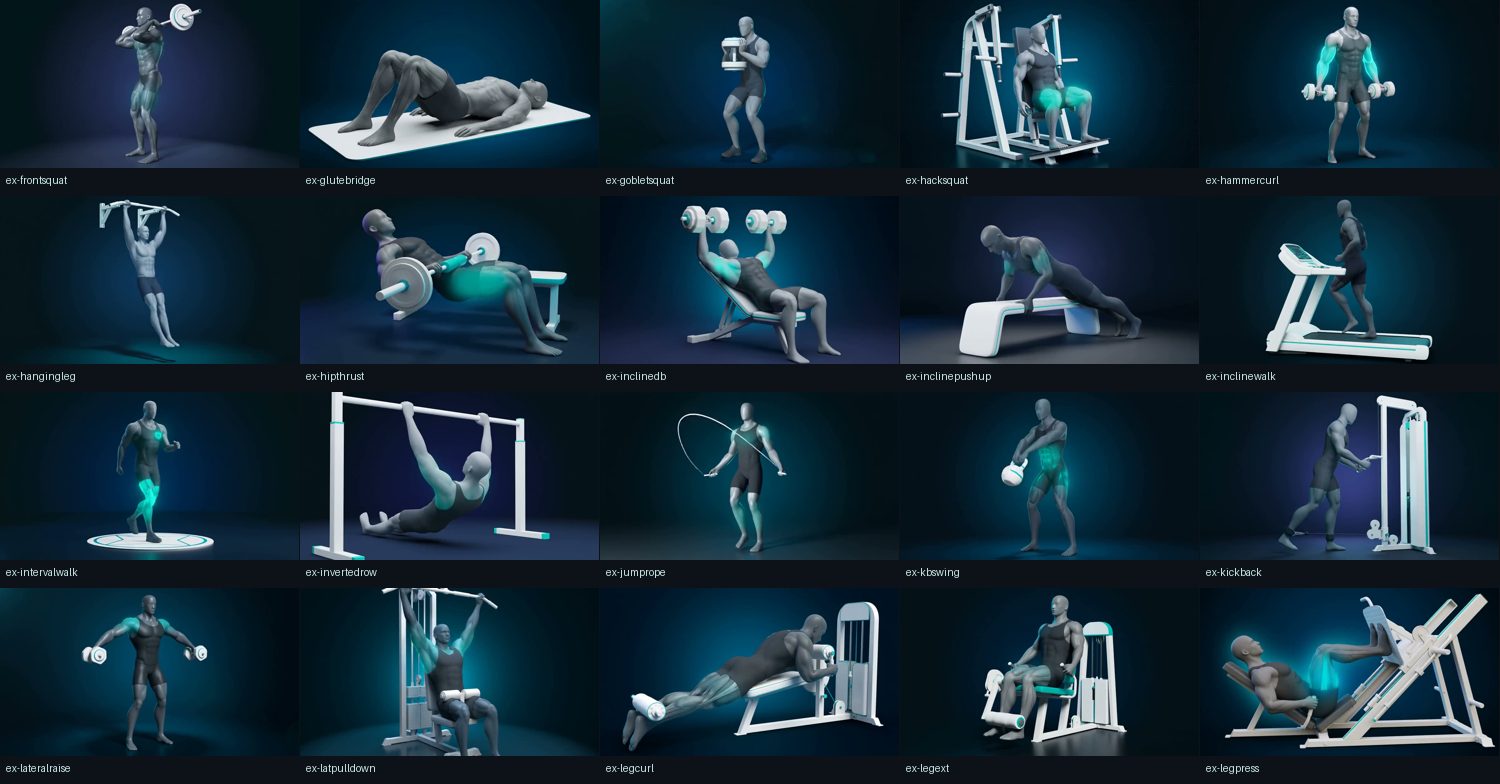 ex-frontsquat
ex-glutebridge
ex-gobletsquat
ex-hacksquat
ex-hammercurl
ex-hangingleg
ex-hipthrust
ex-inclinedb
ex-inclinepushup
ex-inclinewalk
ex-intervalwalk
ex-invertedrow
ex-jumprope
ex-kbswing
ex-kickback
ex-lateralraise
ex-latpulldown
ex-legcurl
ex-legext
ex-legpress